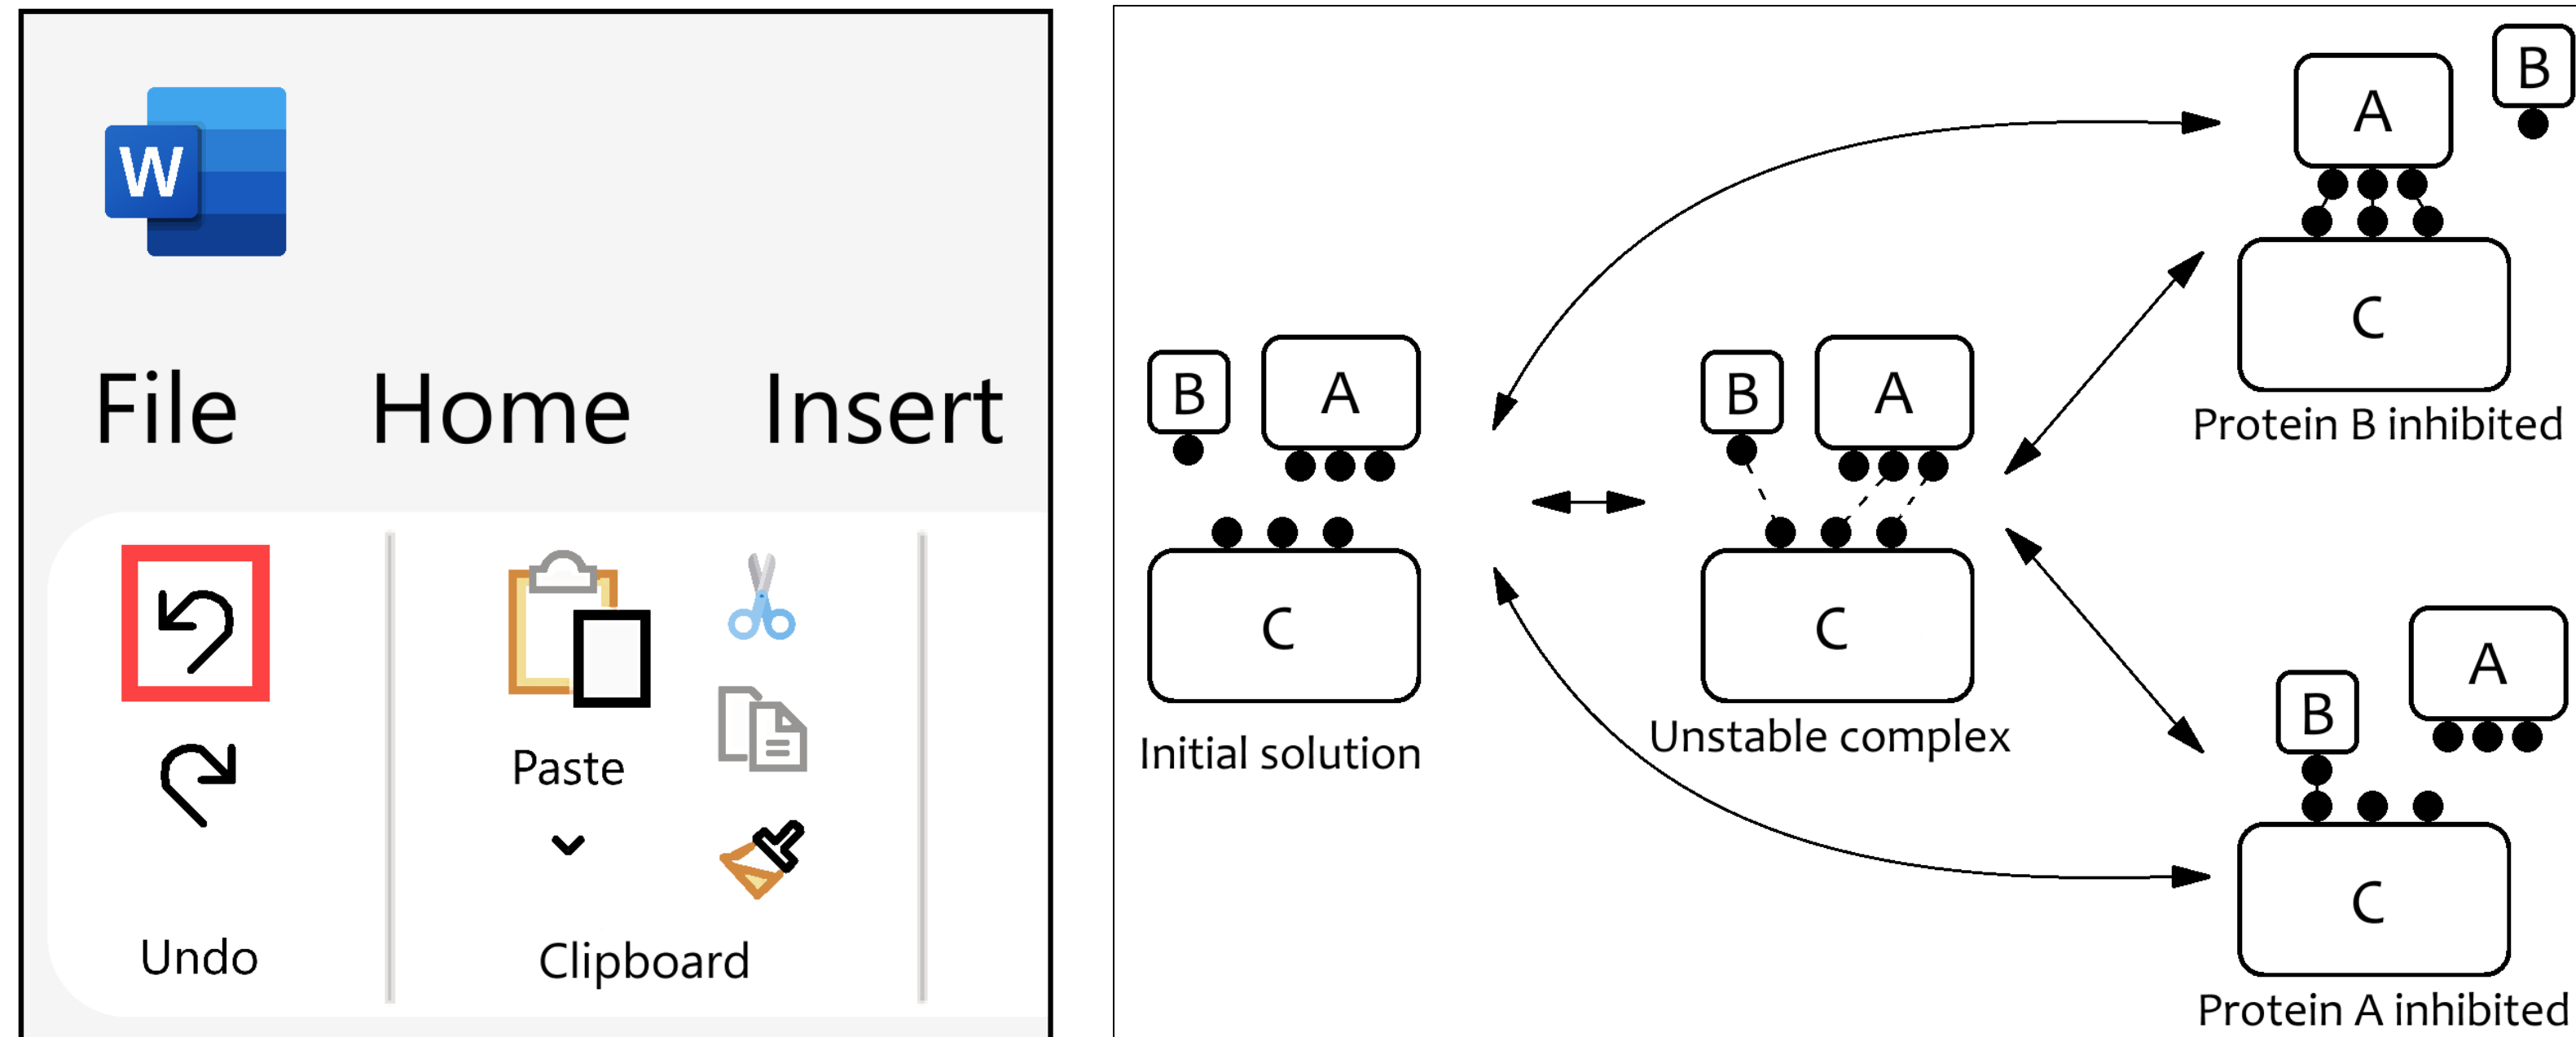 W
File Home Insert
Paste
Undo
Clipboard
B
A
C
Initial solution
B
A
C
Unstable complex
A
B
C
Protein B inhibited
A
B
C
Protein A inhibited